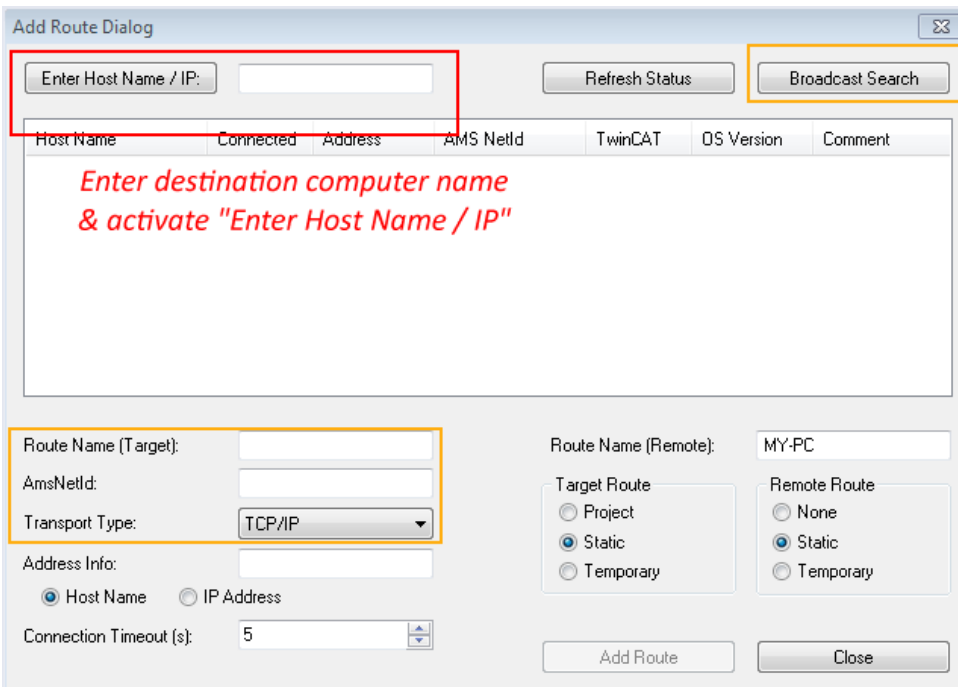 Add Route Dialog
Enter Host Name / IP: Refresh Status Broadcast Search
Host Name Connected Address AMS NetId TwinCAT OS Version Comment
Enter destination computer name
& activate "Enter Host Name / IP"
Route Name (Target): Route Name (Remote): MY-PC
AmsNetId: Target Route Remote Route
Transport Type: TCP/IP Project None
Static Static
Address Info: Temporary Temporary
Host Name IP Address
Connection Timeout (s): 5
Add Route Close